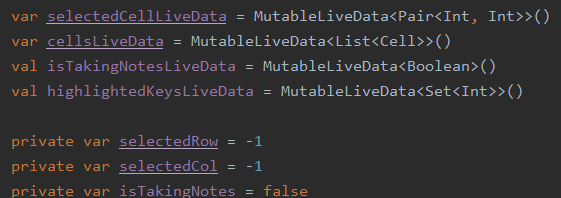 var selectedCellLiveData = MutableLiveData<Pair<Int, Int>>()
var cellsLiveData = MutableLiveData<List<Cell>>()
val isTakingNotesLiveData = MutableLiveData<Boolean>()
val highlightedKeysLiveData = MutableLiveData<Set<Int>>()
private var selectedRow = -1
private var selectedCol = -1
private var isTakingNotes = false